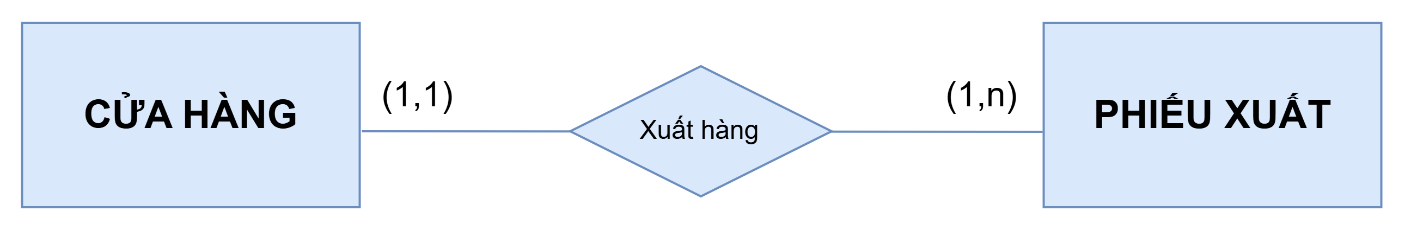 CỬA HÀNG
(1,1)
Xuất hàng
(1,n)
PHIẾU XUẤT